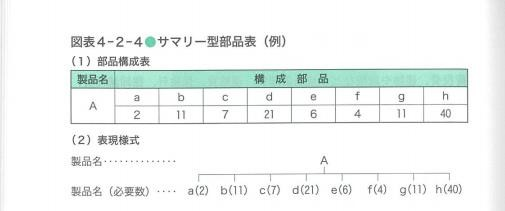 図表4-2-4●サマリー型部品表（例）
（1）部品構成表
製品名 構成部品
A a b c d e f g h
2 11 7 21 6 4 11 40
（2）表現様式
製品名・・・・・・・・・・・・・ A
製品名（必要数）・・・・ a(2) b(11) c(7) d(21) e(6) f(4) g(11) h(40)